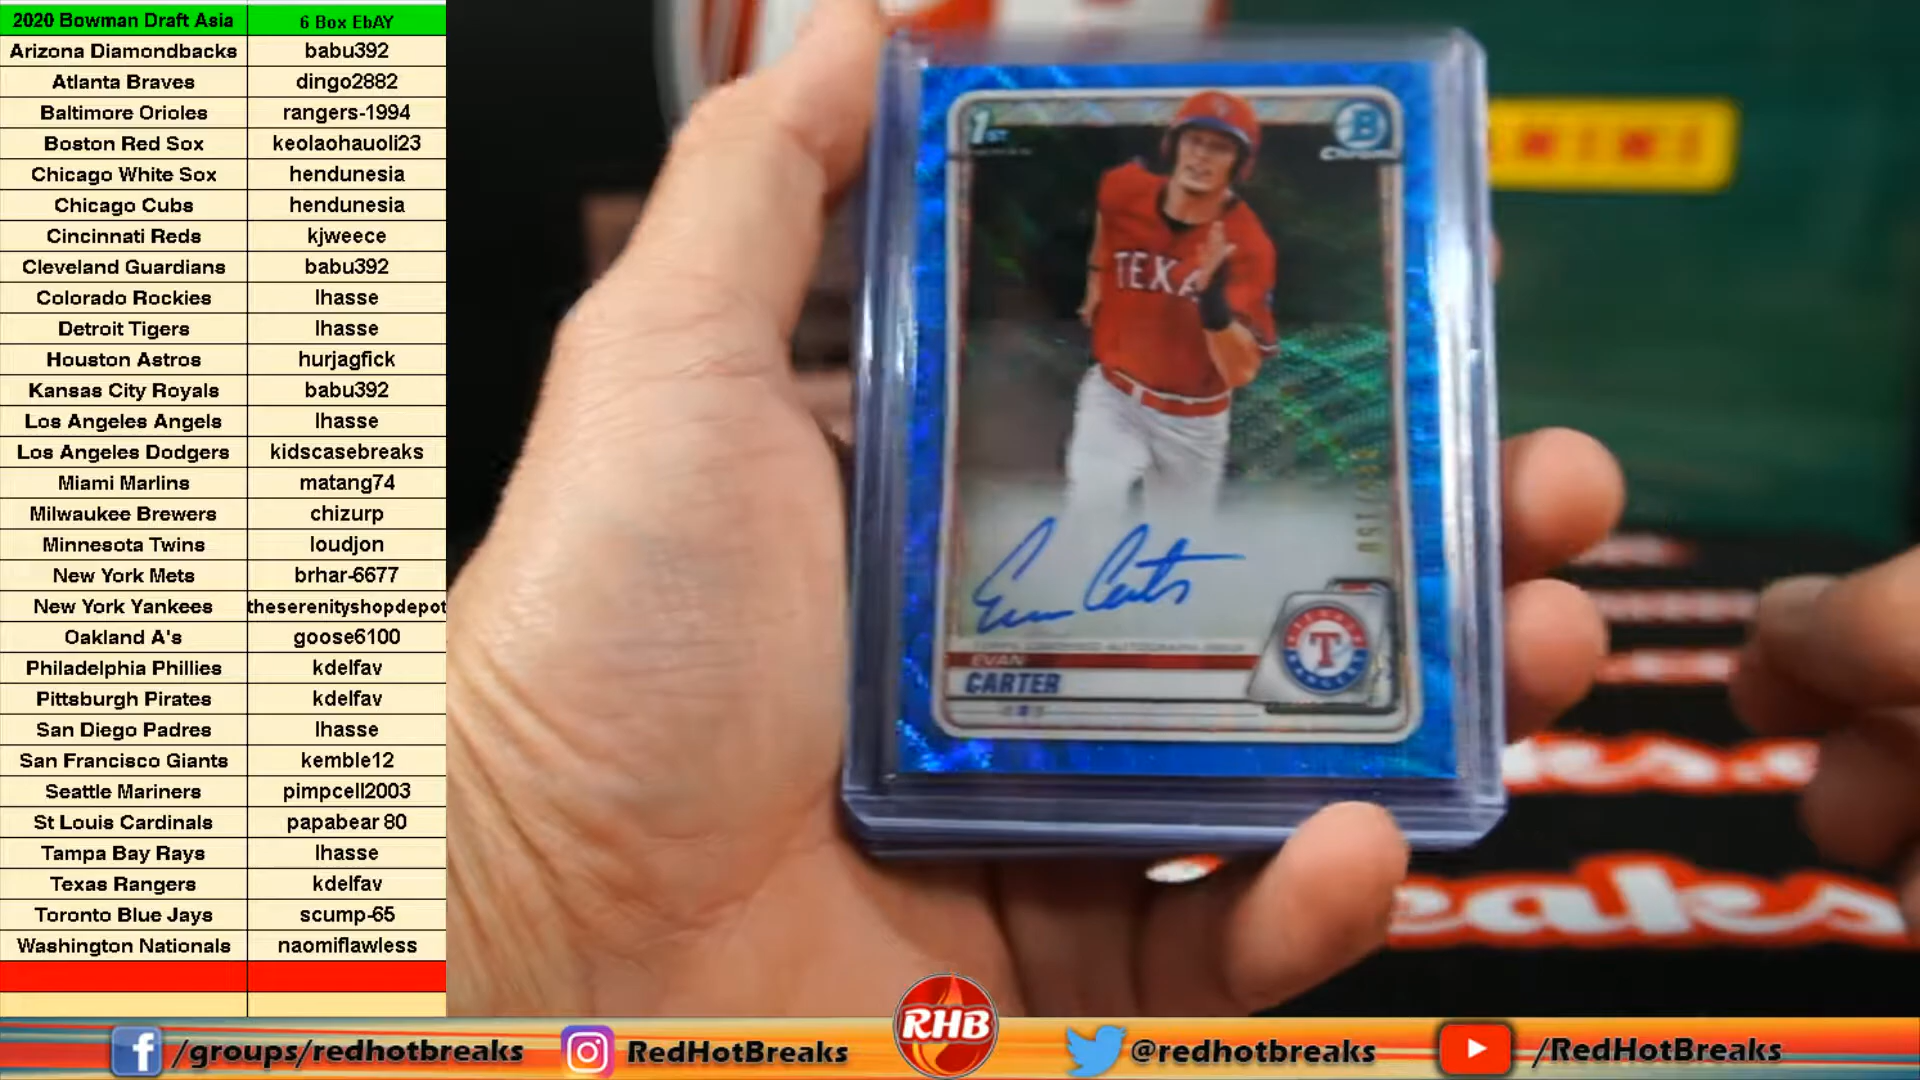 2020 Bowman Draft Asia 6 Box EbAY
Arizona Diamondbacks babu392
Atlanta Braves dingo2882
Baltimore Orioles rangers-1994
Boston Red Sox keolaohauoli23
Chicago White Sox hendunesia
Chicago Cubs hendunesia
Cincinnati Reds kjweece
Cleveland Guardians babu392
Colorado Rockies lhasse
Detroit Tigers lhasse
Houston Astros hurjagfick
Kansas City Royals babu392
Los Angeles Angels lhasse
Los Angeles Dodgers kidscasebreaks
Miami Marlins matang74
Milwaukee Brewers chizurp
Minnesota Twins loudjon
New York Mets brhar-6677
New York Yankees theserenityshopdepot
Oakland A's goose6100
Philadelphia Phillies kdelfav
Pittsburgh Pirates kdelfav
San Diego Padres lhasse
San Francisco Giants kemble12
Seattle Mariners pimpcell2003
St Louis Cardinals papabear 80
Tampa Bay Rays lhasse
Texas Rangers kdelfav
Toronto Blue Jays scump-65
Washington Nationals naomiflawless
1ST
B
Chrome
TEXA
Evan Carter
EVAN
CARTER
T
PANINI
eaks
/groups/redhotbreaks
RedHotBreaks
RHB
@redhotbreaks
/RedHotBreaks